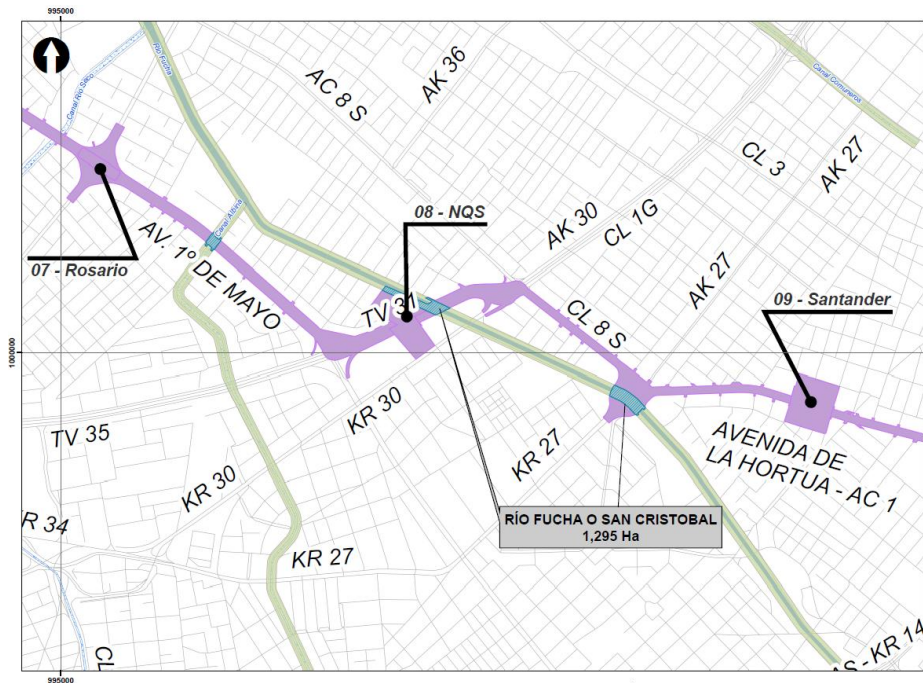 995000
Río Fucha
Canal Río Seco
AC 8 S
AK 36
Canal Comuneros
CL 3
AK 27
08 - NQS
AK 30
CL 1G
Canal Albina
07 - Rosario
AV. 1º DE MAYO
AK 27
09 - Santander
TV 31
CL 8 S
1000000
KR 30
TV 35
KR 27
AVENIDA DE
LA HORTUA - AC 1
KR 30
RÍO FUCHA O SAN CRISTOBAL
1,295 Ha
KR 34
KR 27
CL
AS - KR 14
995000